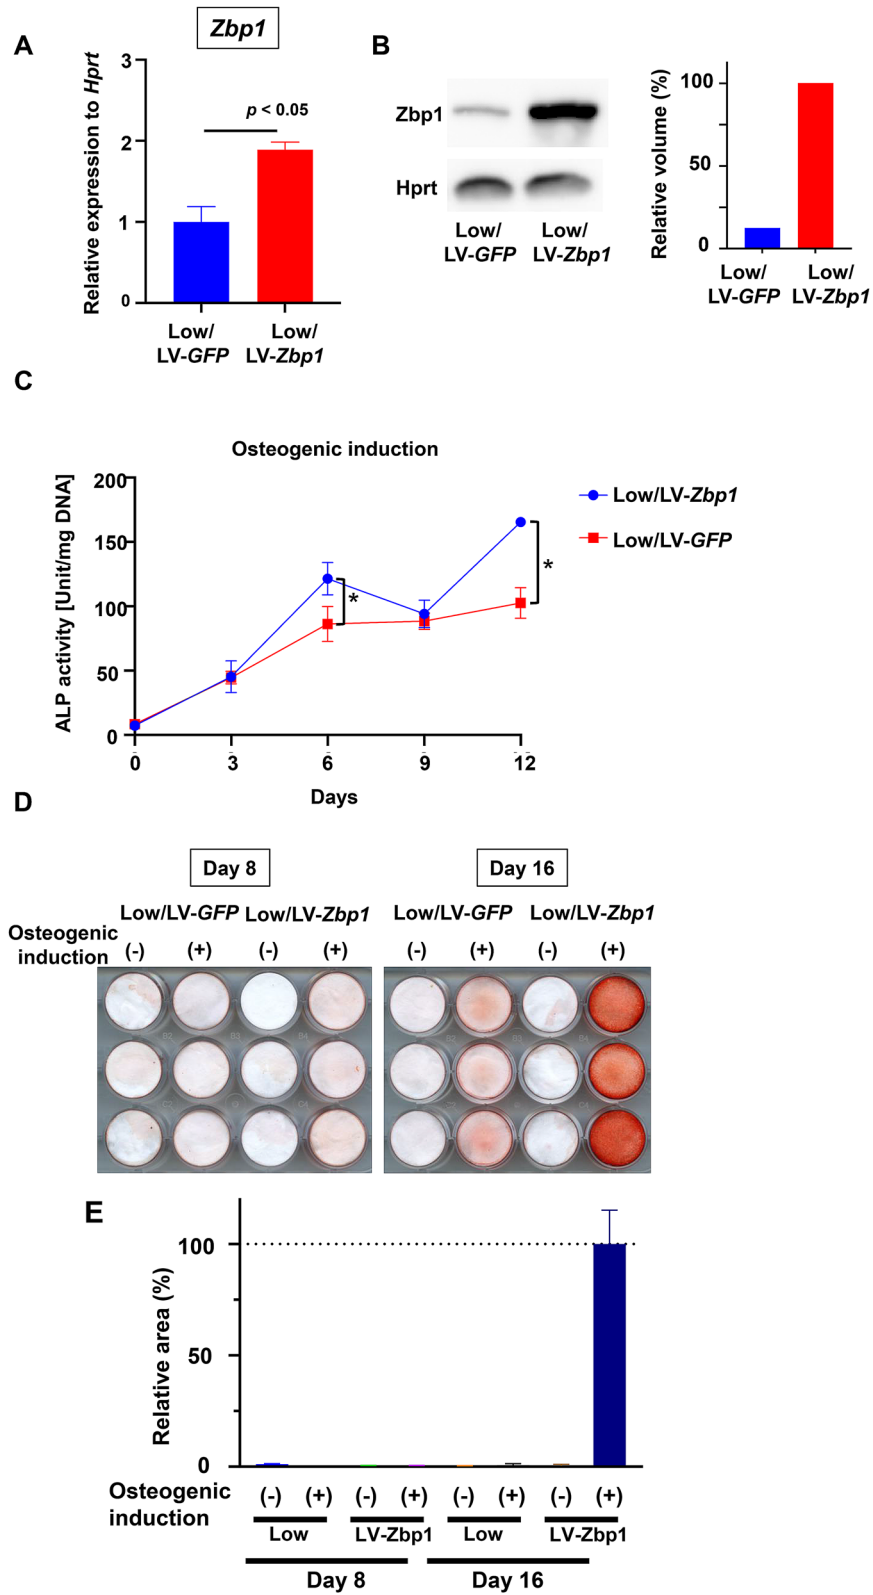 A
Zbp1
Relative expression to Hprt
3
2
1
0
p < 0.05
Low/
LV-GFP
Low/
LV-Zbp1
B
Zbp1
Hprt
Low/
LV-GFP
Low/
LV-Zbp1
Relative volume (%)
100
50
0
Low/
LV-GFP
Low/
LV-Zbp1
C
Osteogenic induction
ALP activity [Unit/mg DNA]
200
150
100
50
0
0 3 6 9 12
Days
*
*
Low/LV-Zbp1
Low/LV-GFP
D
Day 8
Day 16
Low/LV-GFP Low/LV-Zbp1
Low/LV-GFP Low/LV-Zbp1
Osteogenic
induction
(-) (+) (-) (+)
(-) (+) (-) (+)
B2 B3 B4
E
Relative area (%)
100
50
0
Osteogenic
induction
(-) (+) (-) (+) (-) (+) (-) (+)
Low LV-Zbp1 Low LV-Zbp1
Day 8 Day 16